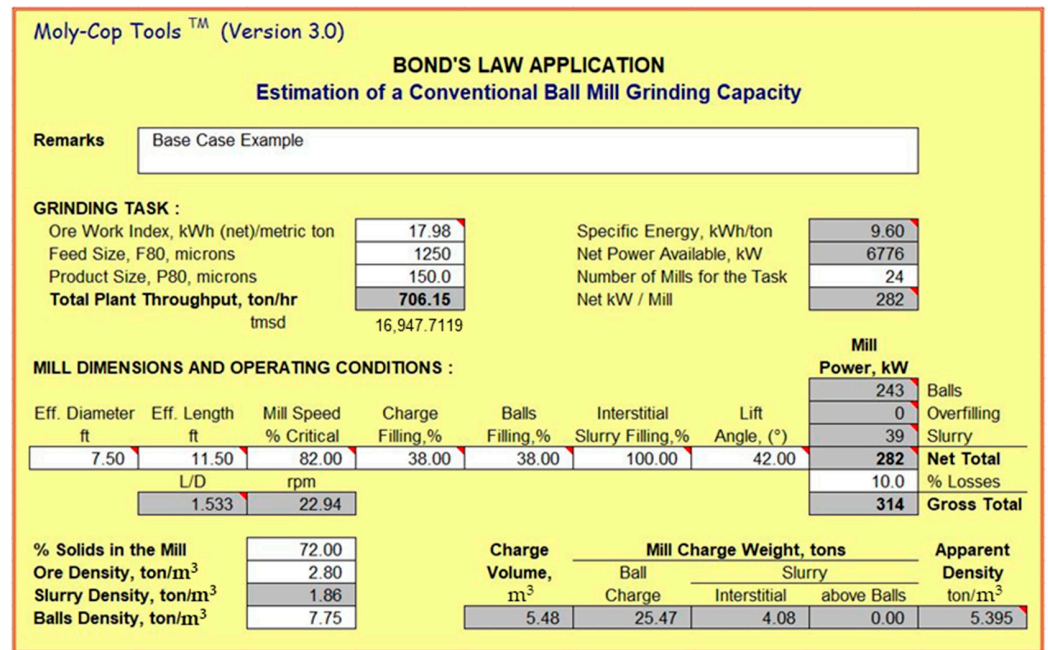 Moly-Cop Tools TM (Version 3.0)
BOND'S LAW APPLICATION
Estimation of a Conventional Ball Mill Grinding Capacity
Remarks Base Case Example
GRINDING TASK :
Ore Work Index, kWh (net)/metric ton 17.98 Specific Energy, kWh/ton 9.60
Feed Size, F80, microns 1250 Net Power Available, kW 6776
Product Size, P80, microns 150.0 Number of Mills for the Task 24
Total Plant Throughput, ton/hr 706.15 Net kW / Mill 282
tmsd 16,947.7119
Mill
MILL DIMENSIONS AND OPERATING CONDITIONS : Power, kW
243 Balls
Eff. Diameter Eff. Length Mill Speed Charge Balls Interstitial Lift 0 Overfilling
ft ft % Critical Filling,% Filling,% Slurry Filling,% Angle, (°) 39 Slurry
7.50 11.50 82.00 38.00 38.00 100.00 42.00 282 Net Total
L/D rpm 10.0 % Losses
1.533 22.94 314 Gross Total
% Solids in the Mill 72.00 Charge Mill Charge Weight, tons Apparent
Ore Density, ton/m³ 2.80 Volume, Ball Slurry Density
Slurry Density, ton/m³ 1.86 m³ Charge Interstitial above Balls ton/m³
Balls Density, ton/m³ 7.75 5.48 25.47 4.08 0.00 5.395